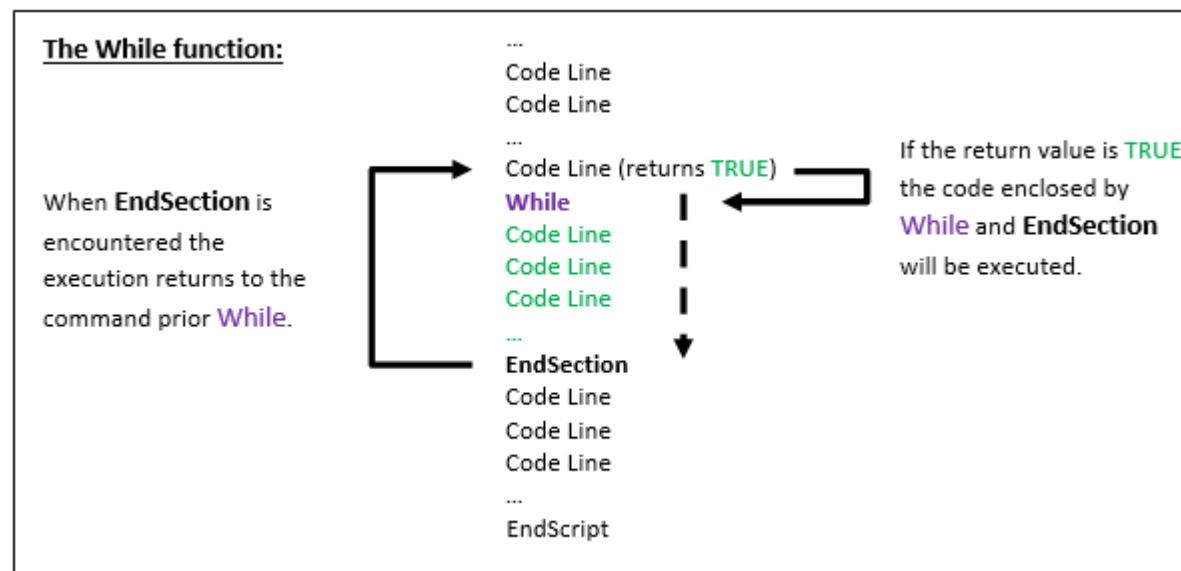 The While function:
...
Code Line
Code Line
...
Code Line (returns TRUE)
While
Code Line
Code Line
Code Line
...
EndSection
Code Line
Code Line
Code Line
...
EndScript
When EndSection is
encountered the
execution returns to the
command prior While.
If the return value is TRUE
the code enclosed by
While and EndSection
will be executed.